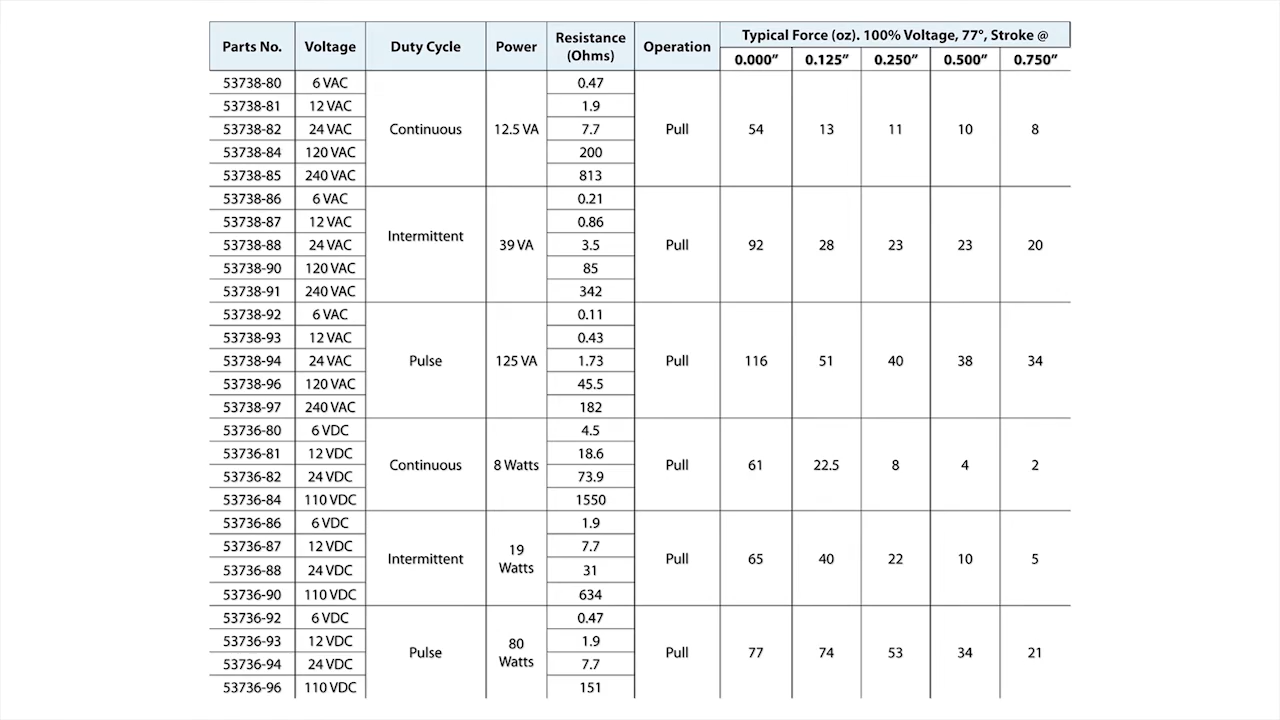 Parts No. Voltage Duty Cycle Power Resistance (Ohms) Operation Typical Force (oz). 100% Voltage, 77°, Stroke @
0.000” 0.125” 0.250” 0.500” 0.750”
53738-80 6 VAC 0.47
53738-81 12 VAC 1.9
53738-82 24 VAC Continuous 12.5 VA 7.7 Pull 54 13 11 10 8
53738-84 120 VAC 200
53738-85 240 VAC 813
53738-86 6 VAC 0.21
53738-87 12 VAC 0.86
53738-88 24 VAC Intermittent 39 VA 3.5 Pull 92 28 23 23 20
53738-90 120 VAC 85
53738-91 240 VAC 342
53738-92 6 VAC 0.11
53738-93 12 VAC 0.43
53738-94 24 VAC Pulse 125 VA 1.73 Pull 116 51 40 38 34
53738-96 120 VAC 45.5
53738-97 240 VAC 182
53736-80 6 VDC 4.5
53736-81 12 VDC 18.6
Continuous 8 Watts Pull 61 22.5 8 4 2
53736-82 24 VDC 73.9
53736-84 110 VDC 1550
53736-86 6 VDC 1.9
53736-87 12 VDC 7.7
Intermittent 19 Watts Pull 65 40 22 10 5
53736-88 24 VDC 31
53736-90 110 VDC 634
53736-92 6 VDC 0.47
53736-93 12 VDC 1.9
Pulse 80 Watts Pull 77 74 53 34 21
53736-94 24 VDC 7.7
53736-96 110 VDC 151